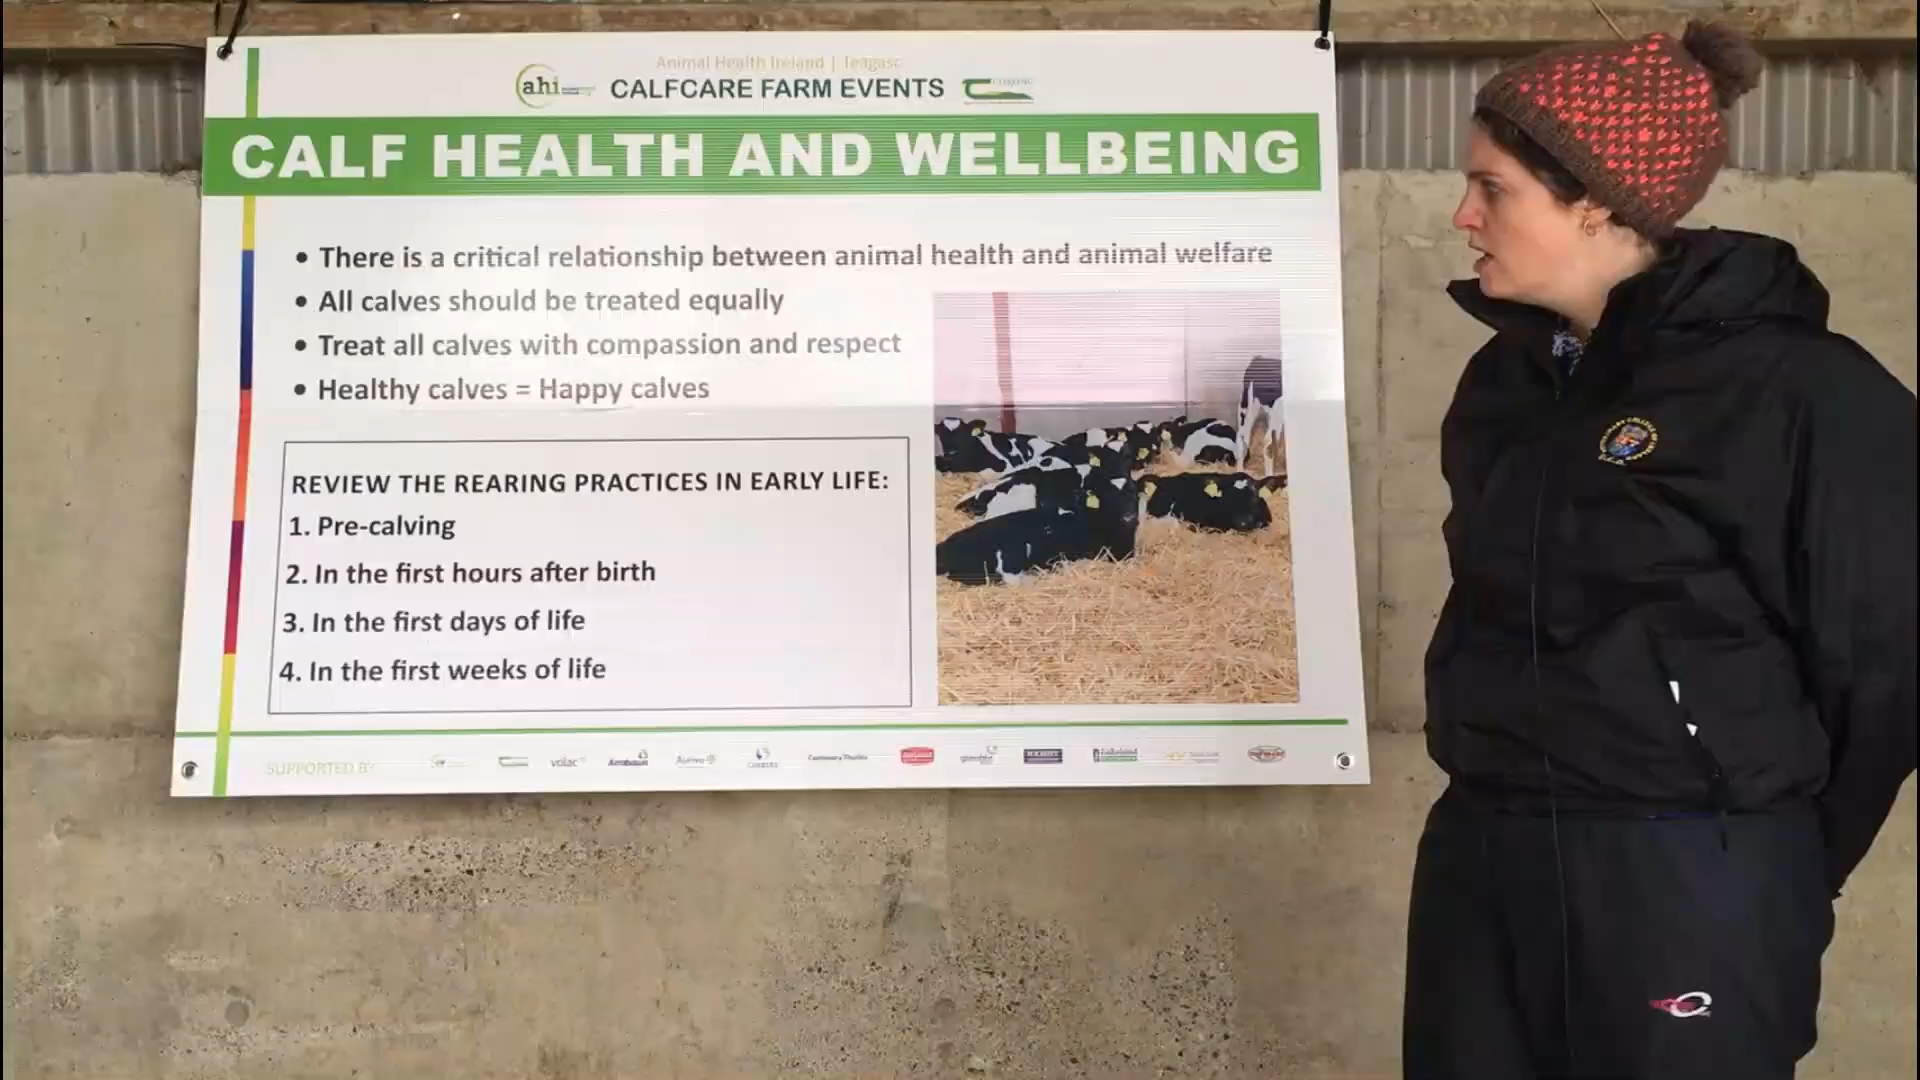 Animal Health Ireland | Teagasc
ahi
CALFCARE FARM EVENTS
CALF HEALTH AND WELLBEING
• There is a critical relationship between animal health and animal welfare
• All calves should be treated equally
• Treat all calves with compassion and respect
• Healthy calves = Happy calves
REVIEW THE REARING PRACTICES IN EARLY LIFE:
1. Pre-calving
2. In the first hours after birth
3. In the first days of life
4. In the first weeks of life
SUPPORTED BY:
volac
Aurivo